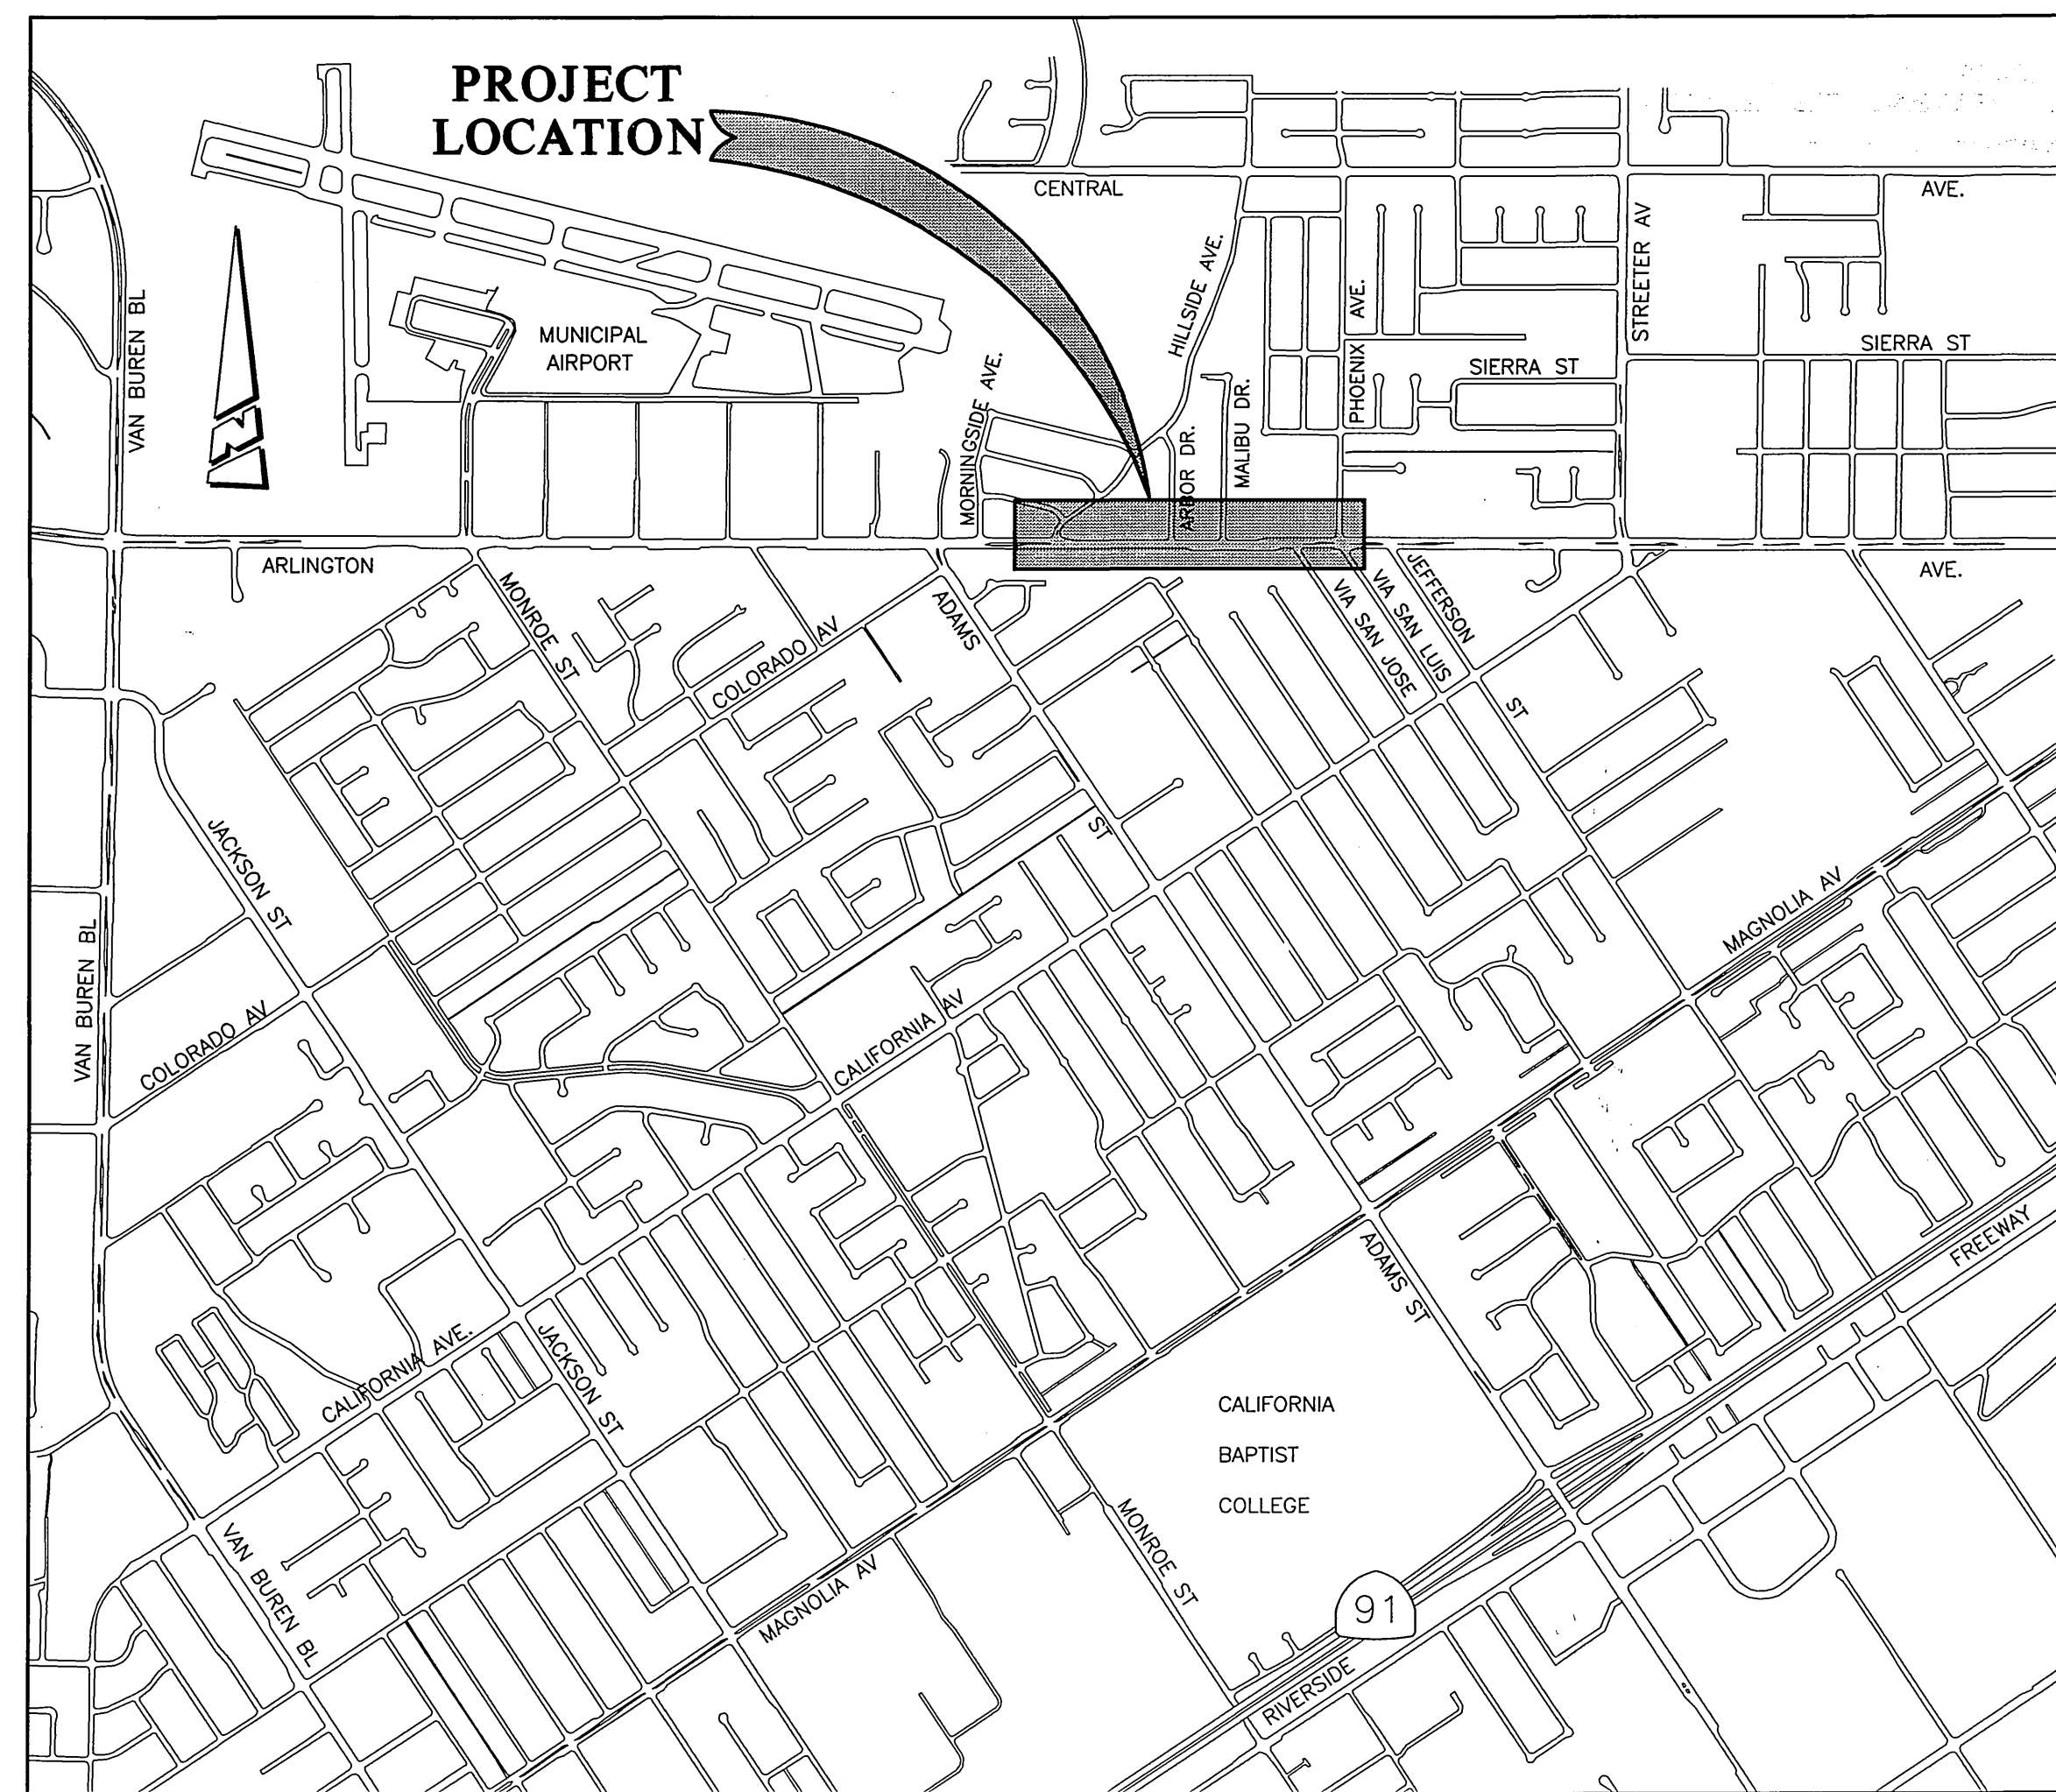 PROJECT
LOCATION
CENTRAL
AVE.
VAN BUREN BL
N
MUNICIPAL
AIRPORT
MORNINGSIDE AVE.
HILLSIDE AVE.
ARBOR DR.
MALIBU DR.
PHOENIX AVE.
STREETER AV
SIERRA ST
SIERRA ST
ARLINGTON
AVE.
MONROE ST
COLORADO AV
ADAMS
ST
VIA SAN JOSE
VIA SAN LUIS
JEFFERSON
ST
JACKSON ST
VAN BUREN BL
COLORADO AV
CALIFORNIA AV
MAGNOLIA AV
ADAMS ST
FREEWAY
CALIFORNIA AVE.
JACKSON ST
CALIFORNIA
BAPTIST
COLLEGE
MONROE ST
VAN BUREN BL
MAGNOLIA AV
91
RIVERSIDE